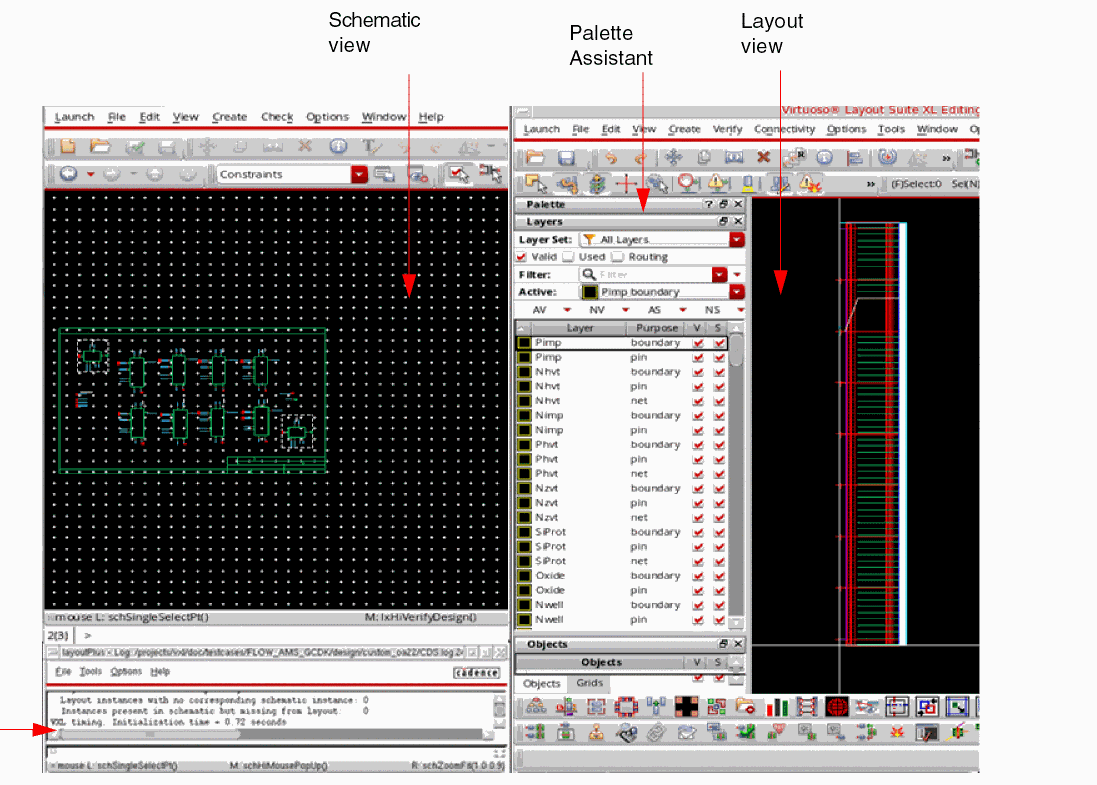 Schematic
view
Palette
Assistant
Layout
view
Launch File Edit View Create Check Options Window Help
Constraints
mouse L: schSingleSelectPt() M: lxHiVerifyDesign()
2(3) >
layoutPlus - Log: /projects/vxl/doc/testcases/FLOW_AMS_GCDK/design/custom_oa22/CDS.log.2
File Tools Options Help cadence
Layout instances with no corresponding schematic instance: 0
Instances present in schematic but missing from layout: 0
VXL timing. Initialization time = 0.72 seconds
mouse L: schSingleSelectPt() M: schHiMousePopUp() R: schZoomFit(1.0 0.9)
Virtuoso® Layout Suite XL Editing
Launch File Edit View Create Verify Connectivity Options Tools Window
» (F)Select:0 Sel(N)
Palette
Layers
Layer Set: All Layers
Valid Used Routing
Filter: Filter
Active: Pimp boundary
AV NV AS NS
Layer Purpose V S
Pimp boundary
Pimp pin
Nhvt boundary
Nhvt pin
Nhvt net
Nimp boundary
Nimp pin
Phvt boundary
Phvt pin
Phvt net
Nzvt boundary
Nzvt pin
Nzvt net
SiProt boundary
SiProt pin
SiProt net
Oxide boundary
Oxide pin
Nwell boundary
Nwell pin
Objects
Objects V S
Objects Grids